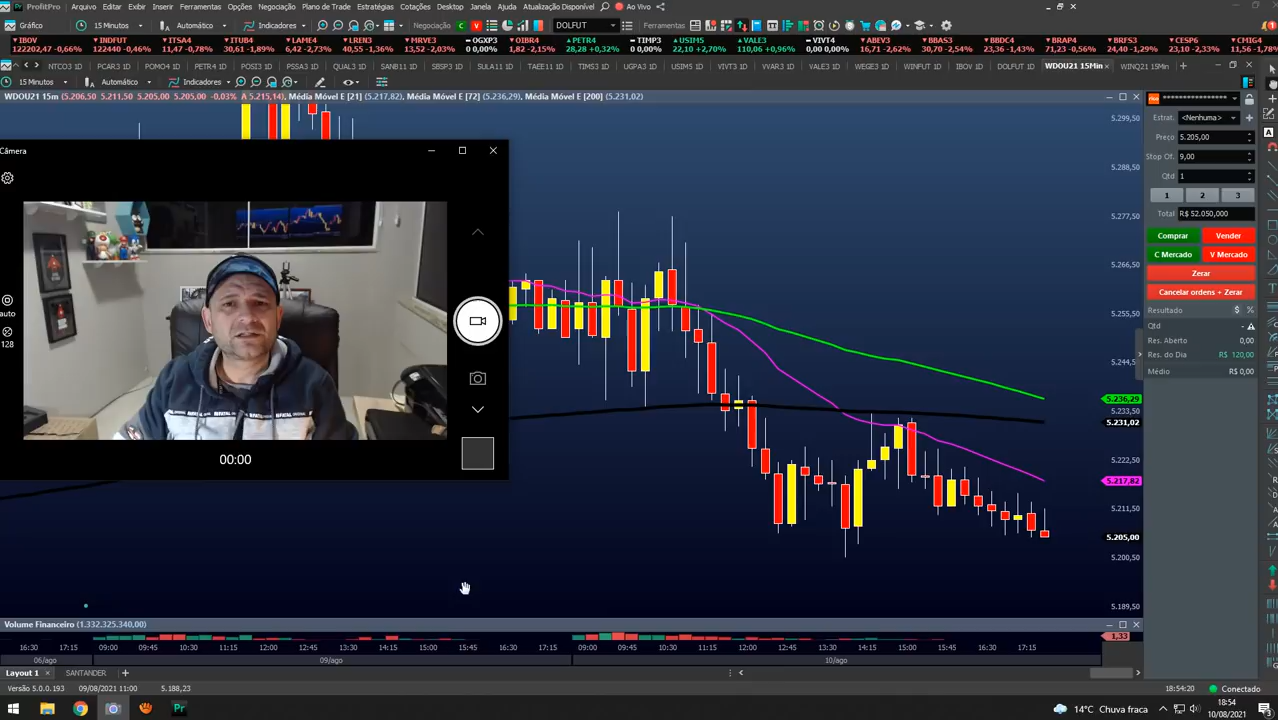 ProfitPro Arquivo Editar Exibir Inserir Ferramentas Opções Negociação Plano de Trade Estratégias Cotações Desktop Janela Ajuda Atualização Disponível Ao Vivo
Gráfico 15 Minutos Automático Indicadores Negociação C V DOLFUT Ferramentas
IBOV INDFUT ITSA4 ITUB4 LAME4 LREN3 MRVE3 OGXP3 OIBR4 PETR4 TIMP3 USIM5 VALE3 VIVT4 ABEV3 BBAS3 BBDC4 BRAP4 BRFS3 CESP6 CMIG4
122202,47 -0,66% 122440 -0,46% 11,47 -0,78% 30,61 -1,89% 6,42 -2,73% 40,55 -1,36% 13,52 -2,03% 0,00 0,00% 1,82 -2,15% 28,28 +0,32% 0,00 0,00% 22,10 +2,70% 110,06 +0,96% 0,00 0,00% 16,71 -2,62% 30,70 -2,54% 23,36 -1,43% 71,23 -0,56% 24,40 -1,29% 23,10 -2,33% 11,56 -1,78%
NTCO3 1D PCAR3 1D POMO4 1D PETR4 1D POSI3 1D PSSA3 1D QUAL3 1D SANB11 1D SBSP3 1D SULA11 1D TAEE11 1D TIMS3 1D UGPA3 1D USIM5 1D VIVT3 1D VVAR3 1D VALE3 1D WEGE3 1D WINFUT 1D IBOV 1D DOLFUT 1D WDOU21 15Min WINQ21 15Min
15 Minutos Automático Indicadores
WDOU21 15m (5.206,50 5.211,50 5.205,00 5.205,00 -0.03% A 5.215,14), Média Móvel E [21] (5.217,82), Média Móvel E [72] (5.236,29), Média Móvel E [200] (5.231,02)
rico ****************
Estrat. <Nenhuma>
Preço 5.205,00
Stop Of. 9,00
Qtd 1
1 2 3
Total R$ 52.050,000
Comprar Vender
C Mercado V Mercado
Zerar
Cancelar ordens + Zerar
Resultado $ %
Qtd -
Res. Aberto 0,00
Res. do Dia R$ 120,00
Médio R$ 0,00
5.299,50
5.288,50
5.277,50
5.266,50
5.255,50
5.244,50
5.236,29
5.233,50
5.231,02
5.222,50
5.217,82
5.211,50
5.205,00
5.200,50
5.189,50
Câmera
auto
128
00:00
Volume Financeiro (1.332.325.340,00)
1,33
16:30 17:15 09:00 09:45 10:30 11:15 12:00 12:45 13:30 14:15 15:00 15:45 16:30 17:15 09:00 09:45 10:30 11:15 12:00 12:45 13:30 14:15 15:00 15:45 16:30 17:15
06/ago 09/ago 10/ago
Layout 1 SANTANDER
Versão 5.0.0.193 09/08/2021 11:00 5.188,23 18:54:20 Conectado
Pr 14°C Chuva fraca 18:54
10/08/2021
3